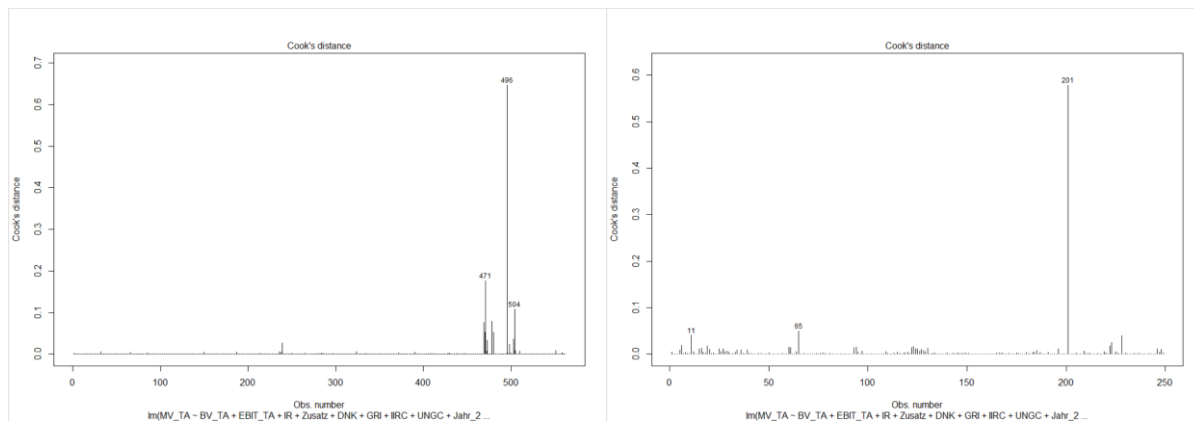 Cook's distance
0.7
0.6
0.5
0.4
0.3
0.2
0.1
0.0
Cook's distance
496
471
504
0 100 200 300 400 500
Obs. number
lm(MV_TA ~ BV_TA + EBIT_TA + IR + Zusatz + DNK + GRI + IIRC + UNGC + Jahr_2 ...
Cook's distance
0.6
0.5
0.4
0.3
0.2
0.1
0.0
Cook's distance
201
65
11
0 50 100 150 200 250
Obs. number
lm(MV_TA ~ BV_TA + EBIT_TA + IR + Zusatz + DNK + GRI + IIRC + UNGC + Jahr_2 ...